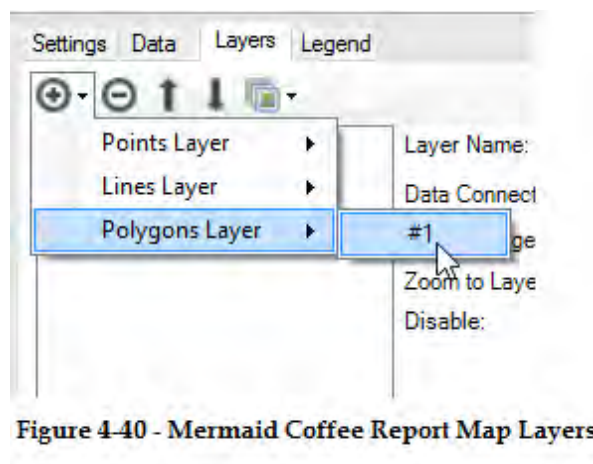 Settings Data Layers Legend
Points Layer
Lines Layer
Polygons Layer
#1
Layer Name:
Data Connect
ge
Zoom to Laye
Disable:
Figure 4-40 - Mermaid Coffee Report Map Layers